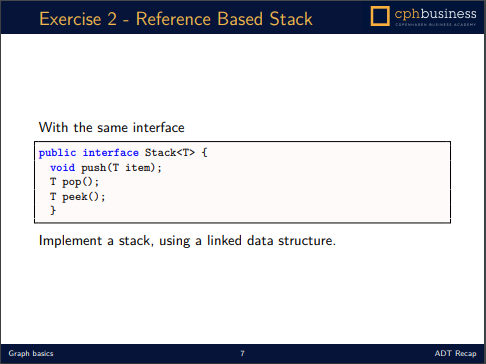 Exercise 2 - Reference Based Stack
cphbusiness
COPENHAGEN BUSINESS ACADEMY
With the same interface
public interface Stack<T> {
void push(T item);
T pop();
T peek();
}
Implement a stack, using a linked data structure.
Graph basics
7
ADT Recap